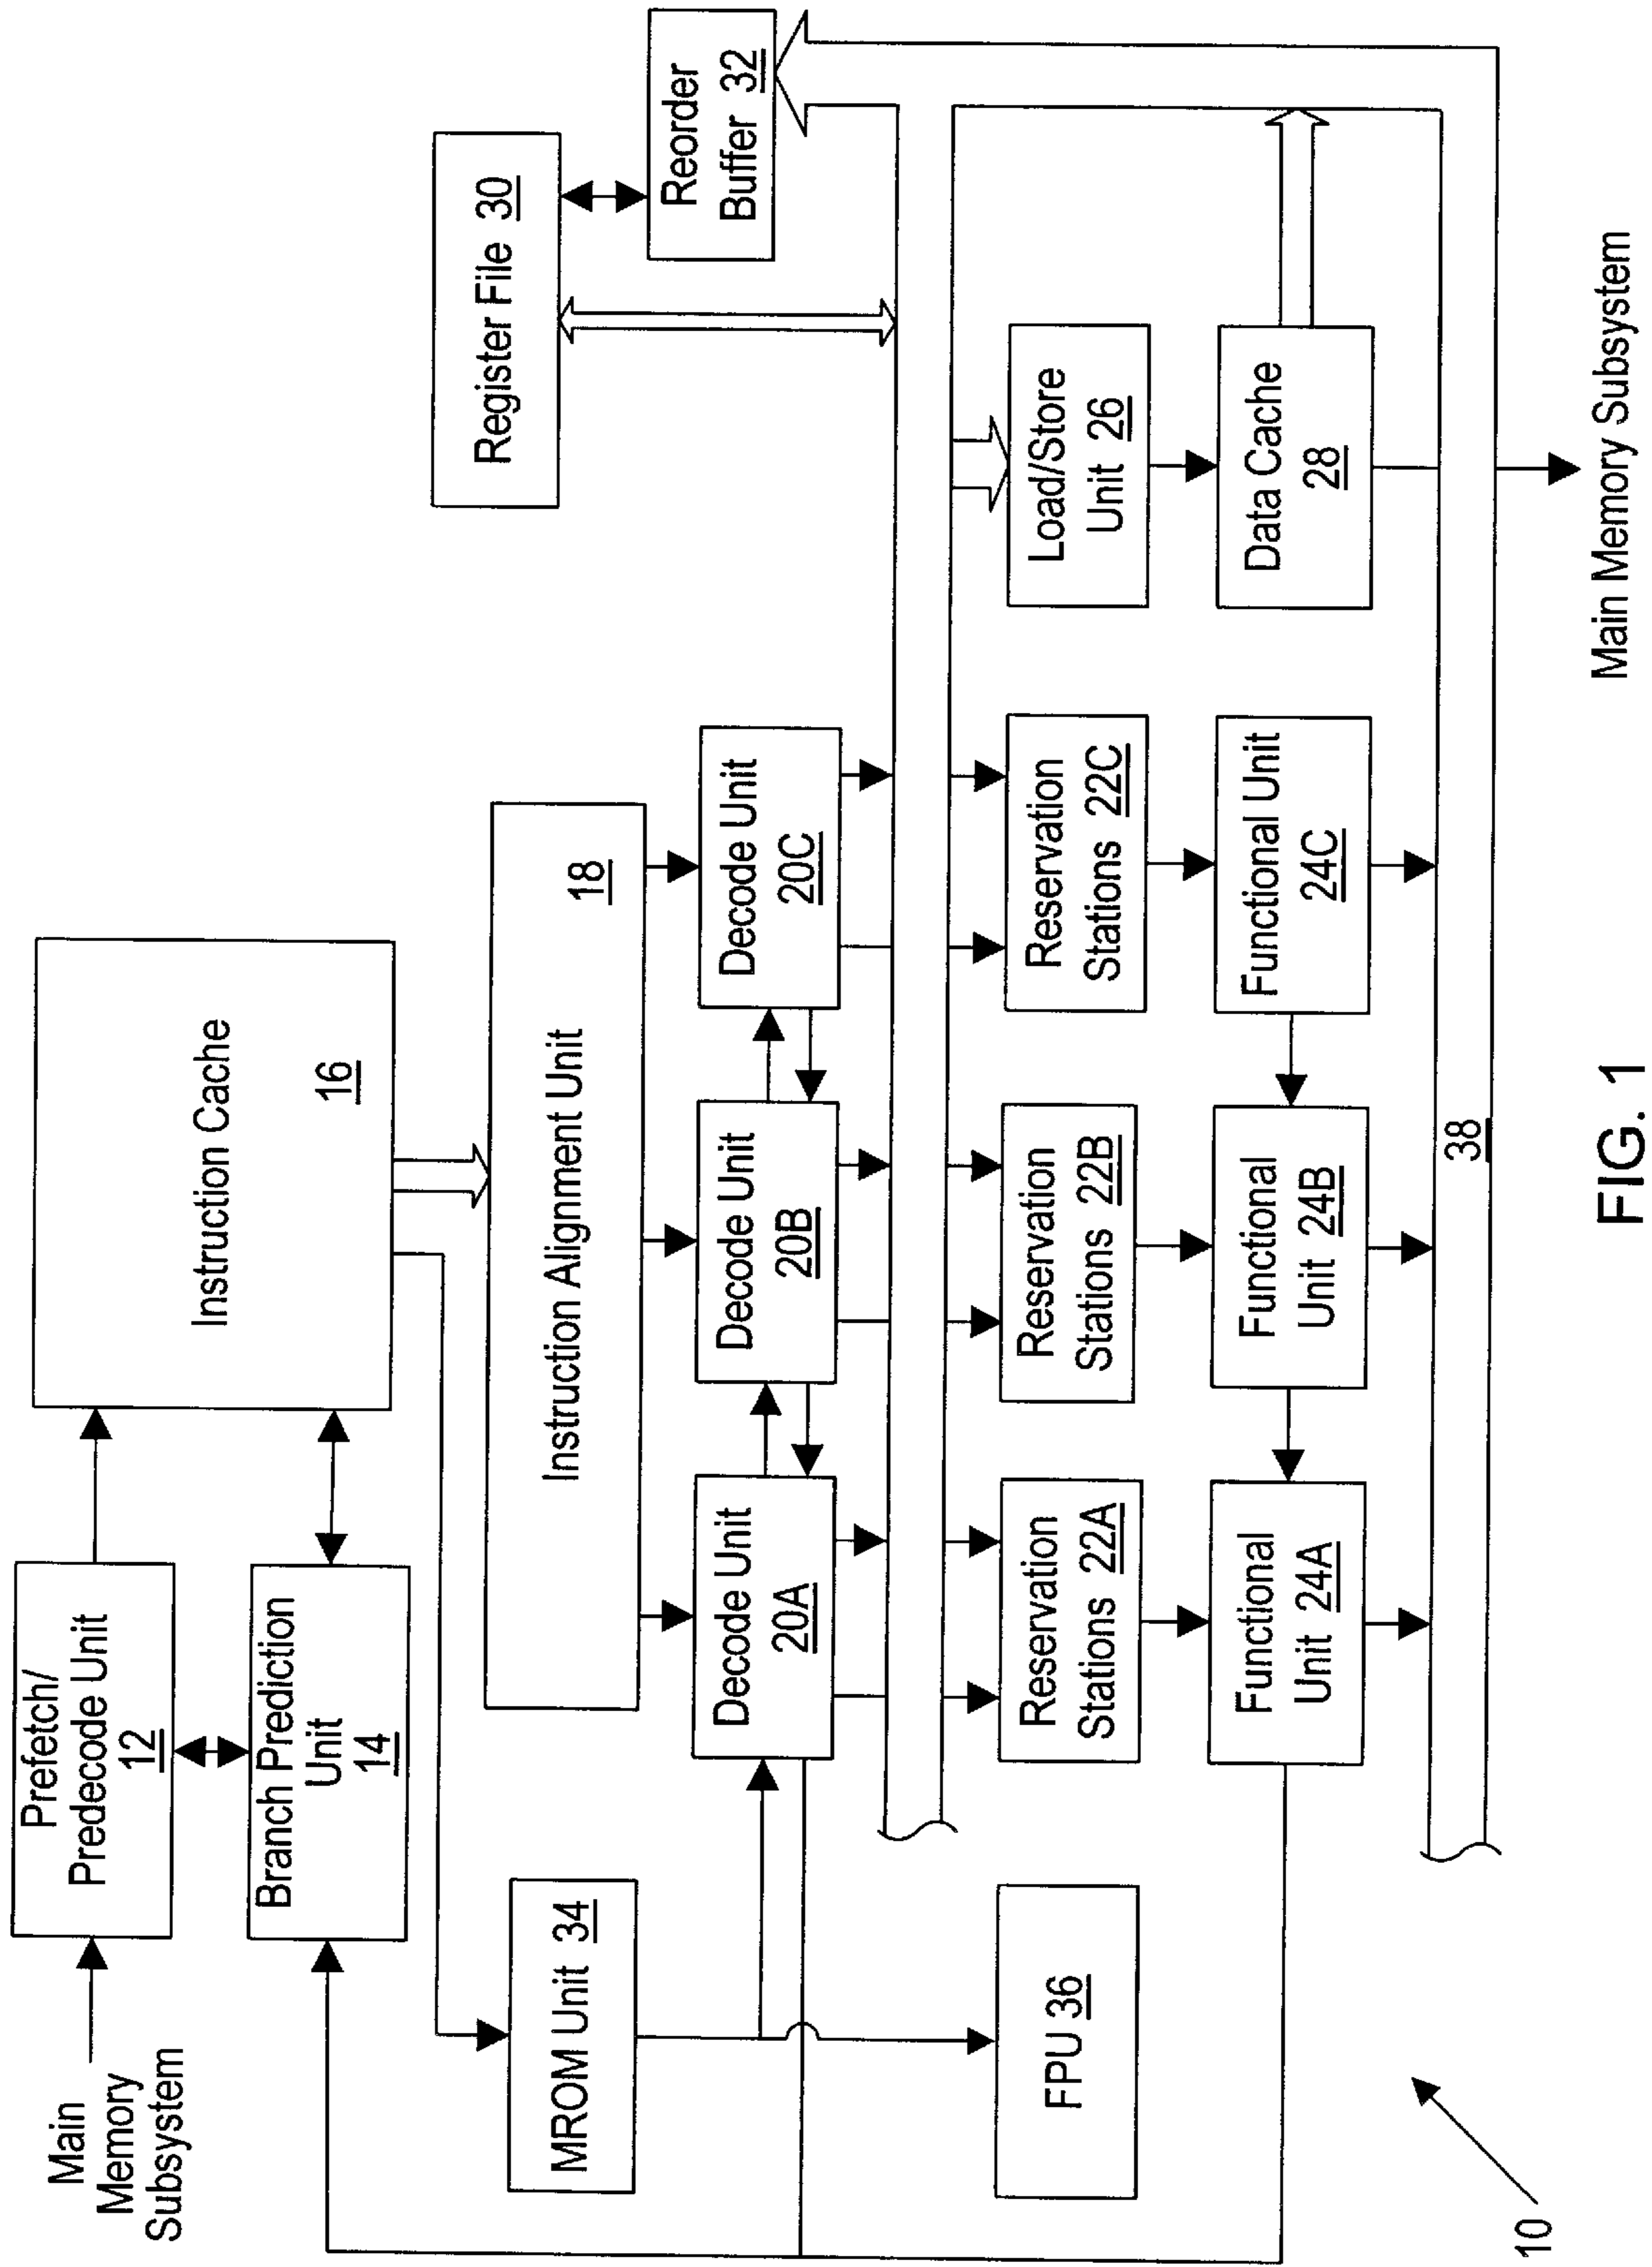 Main
Memory
Subsystem
Prefetch/
Predecode Unit
12
Branch Prediction
Unit
14
Instruction Cache
16
MROM Unit 34
Instruction Alignment Unit
18
Register File 30
Reorder
Buffer 32
Decode Unit
20A
Decode Unit
20B
Decode Unit
20C
FPU 36
Reservation
Stations 22A
Reservation
Stations 22B
Reservation
Stations 22C
Load/Store
Unit 26
Functional
Unit 24A
Functional
Unit 24B
Functional Unit
24C
Data Cache
28
38
10
Main Memory Subsystem
FIG. 1